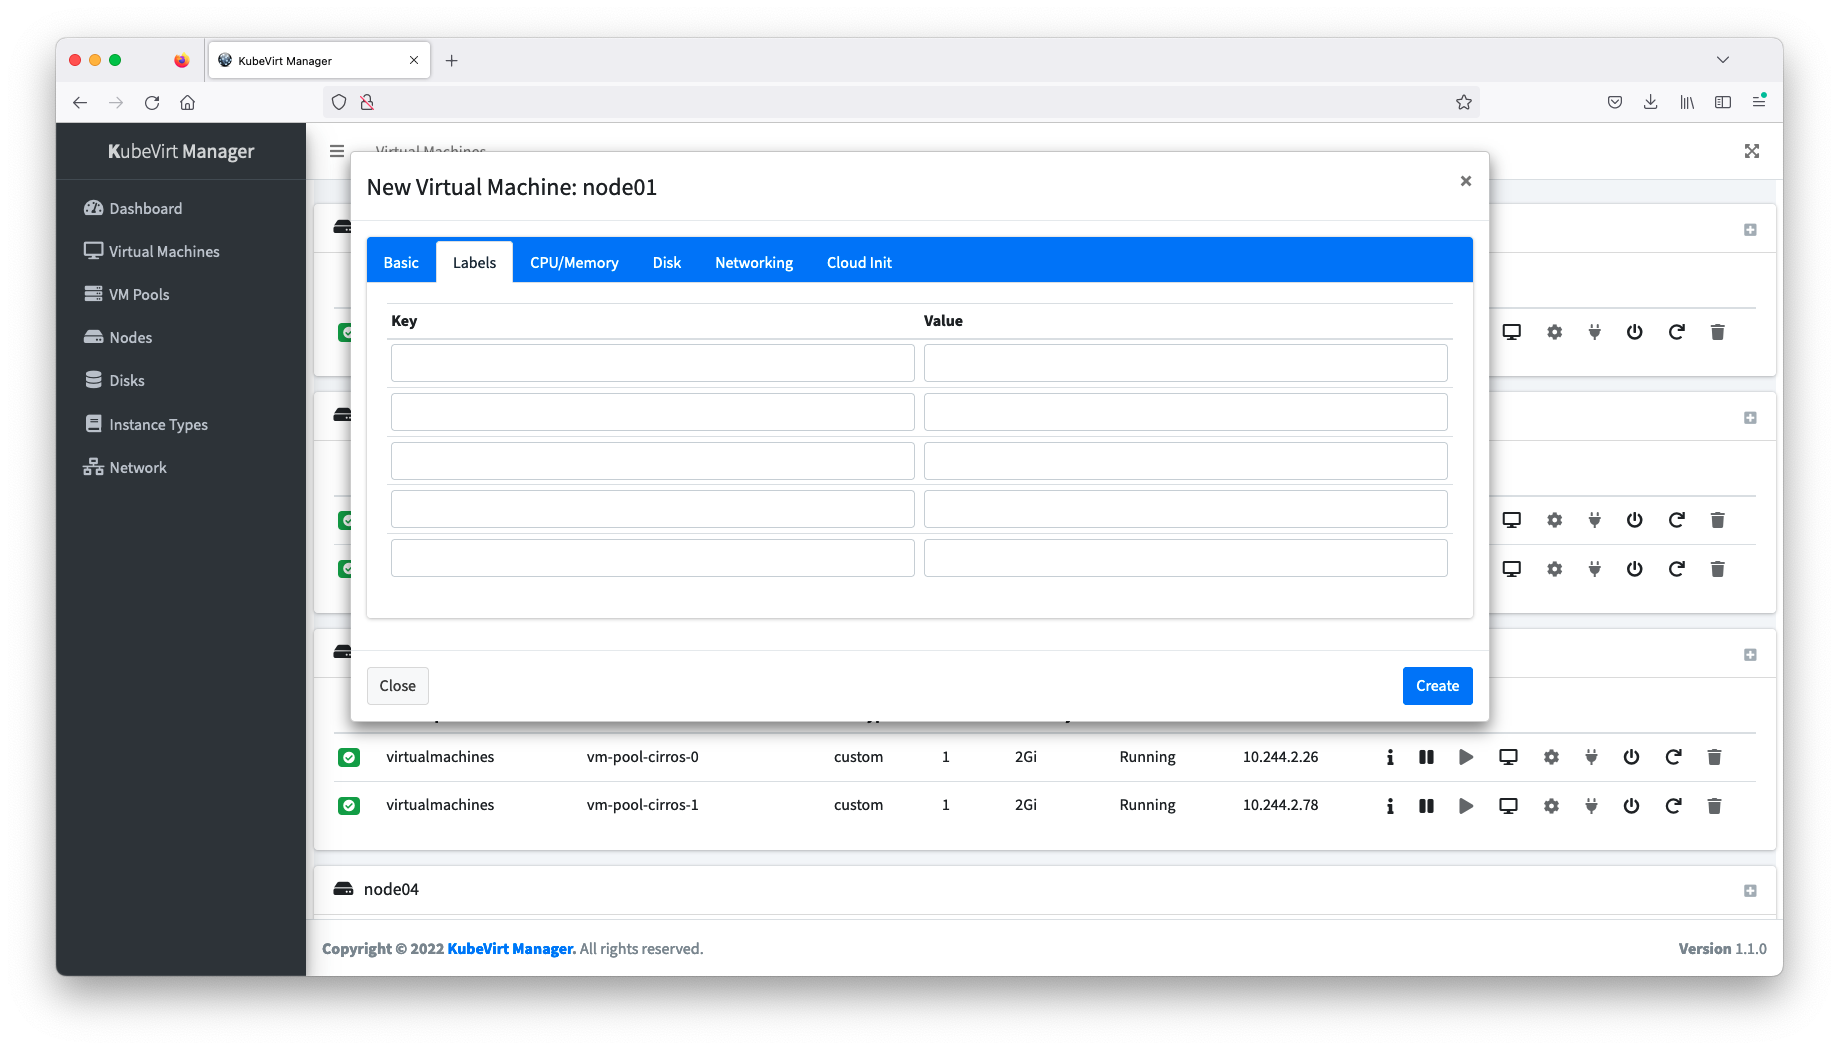 KubeVirt Manager
KubeVirt Manager
Virtual Machines
Dashboard
Virtual Machines
VM Pools
Nodes
Disks
Instance Types
Network
New Virtual Machine: node01
Basic
Labels
CPU/Memory
Disk
Networking
Cloud Init
Key Value
Close
Create
virtualmachines vm-pool-cirros-0 custom 1 2Gi Running 10.244.2.26
virtualmachines vm-pool-cirros-1 custom 1 2Gi Running 10.244.2.78
node04
Copyright © 2022 KubeVirt Manager. All rights reserved.
Version 1.1.0